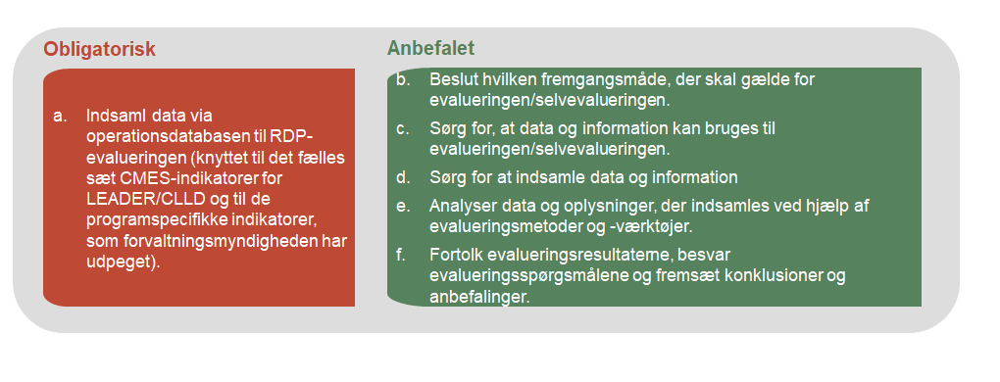 Obligatorisk
a. Indsaml data via
operationsdatabasen til RDP-
evalueringen (knyttet til det fælles
sæt CMES-indikatorer for
LEADER/CLLD og til de
programspecifikke indikatorer,
som forvaltningsmyndigheden har
udpeget).
Anbefalet
b. Beslut hvilken fremgangsmåde, der skal gælde for
evalueringen/selvevalueringen.
c. Sørg for, at data og information kan bruges til
evalueringen/selvevalueringen.
d. Sørg for at indsamle data og information
e. Analyser data og oplysninger, der indsamles ved hjælp af
evalueringsmetoder og -værktøjer.
f. Fortolk evalueringsresultaterne, besvar
evalueringsspørgsmålene og fremsæt konklusioner og
anbefalinger.